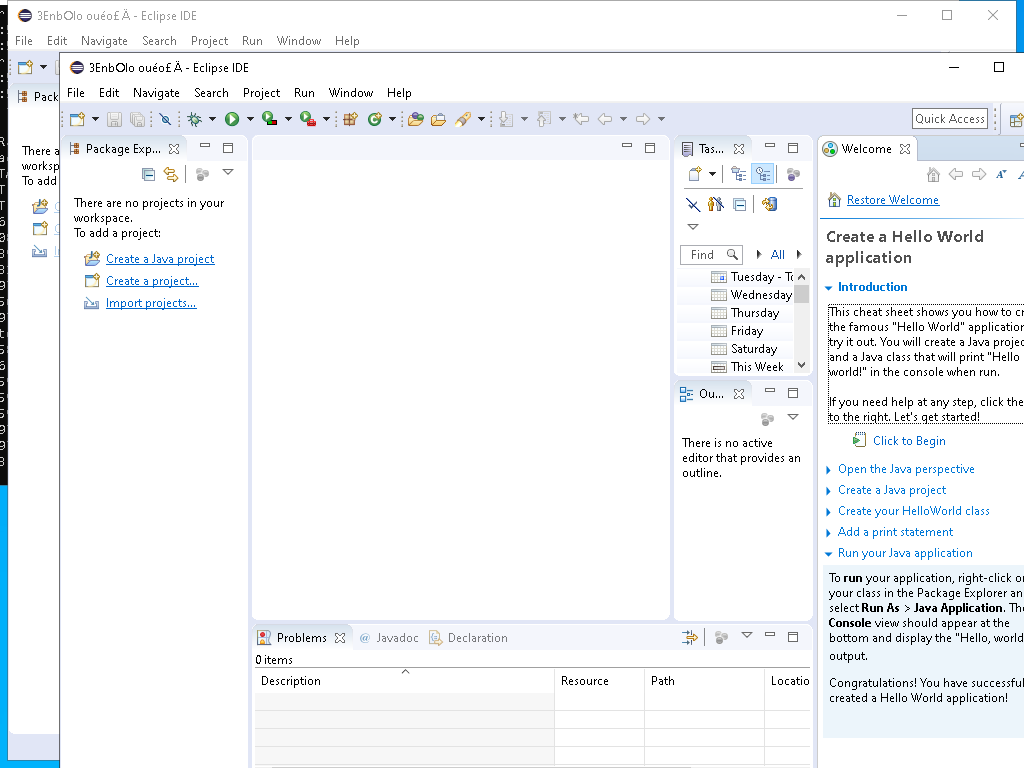 3EnbOlo ouéo£ Ä - Eclipse IDE
File Edit Navigate Search Project Run Window Help
Pack
There a
worksp
To add
3EnbOlo ouéo£ Ä - Eclipse IDE
File Edit Navigate Search Project Run Window Help
Quick Access
Package Exp...
There are no projects in your
workspace.
To add a project:
Create a Java project
Create a project...
Import projects...
Tas...
Find
All
Tuesday - To
Wednesday
Thursday
Friday
Saturday
This Week
Ou...
There is no active
editor that provides an
outline.
Welcome
Restore Welcome
Create a Hello World
application
Introduction
This cheat sheet shows you how to cr
the famous "Hello World" application
try it out. You will create a Java projec
and a Java class that will print "Hello
world!" in the console when run.
If you need help at any step, click the
to the right. Let's get started!
Click to Begin
Open the Java perspective
Create a Java project
Create your HelloWorld class
Add a print statement
Run your Java application
To run your application, right-click on
your class in the Package Explorer an
select Run As > Java Application. The
Console view should appear at the
bottom and display the "Hello, world
output.
Congratulations! You have successful
created a Hello World application!
Problems Javadoc Declaration
0 items
Description Resource Path Locatio